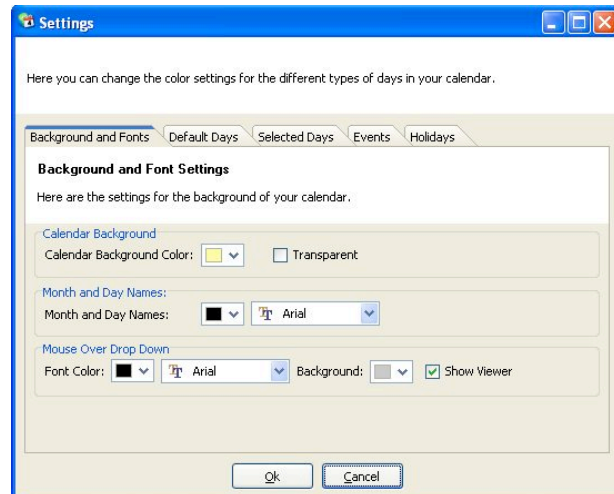 Settings
Here you can change the color settings for the different types of days in your calendar.
Background and Fonts Default Days Selected Days Events Holidays
Background and Font Settings
Here are the settings for the background of your calendar.
Calendar Background
Calendar Background Color: Transparent
Month and Day Names:
Month and Day Names: Arial
Mouse Over Drop Down
Font Color: Arial Background: Show Viewer
Ok Cancel